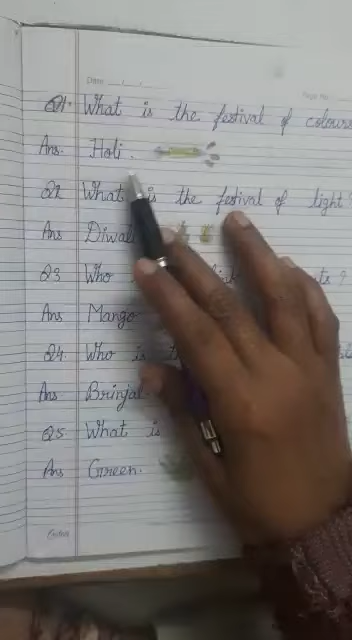 Date
Page No.
Q1. What is the festival of colours
Ans. Holi.
Q2 What is the festival of light?
Ans Diwali
Q3 Who
Ans Mango
Q4. Who is
Ans Brinjal
Q5 What is
Ans Green.